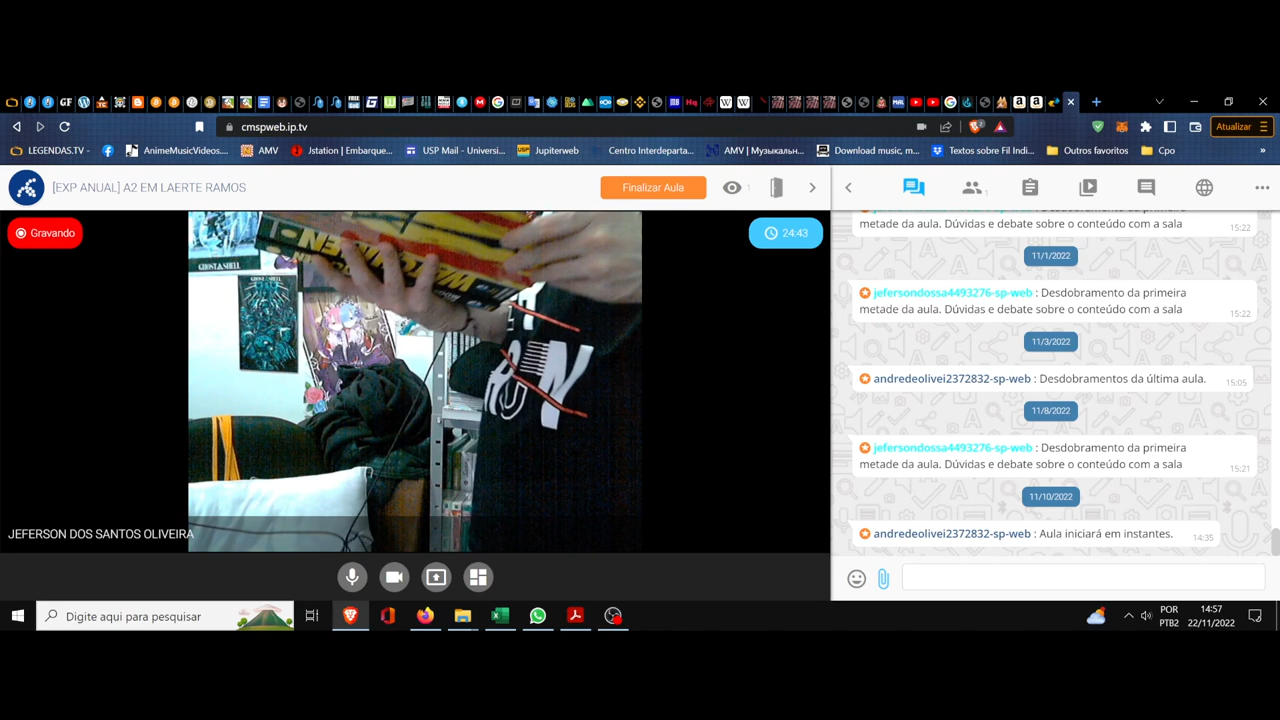 cmspweb.ip.tv
Atualizar
LEGENDAS.TV -
AnimeMusicVideos....
AMV
Jstation | Embarque...
USP Mail - Universi...
Jupiterweb
Centro Interdeparta...
AMV | Музыкальн...
Download music, m...
Textos sobre Fil Indi...
Outros favoritos
Cpo
»
[EXP ANUAL] A2 EM LAERTE RAMOS
Finalizar Aula
1
1
Gravando
24:43
GHOST IN THE SHELL
JEFERSON DOS SANTOS OLIVEIRA
metade da aula. Dúvidas e debate sobre o conteúdo com a sala
15:22
11/1/2022
jefersondossa4493276-sp-web : Desdobramento da primeira
metade da aula. Dúvidas e debate sobre o conteúdo com a sala
15:22
11/3/2022
andredeolivei2372832-sp-web : Desdobramentos da última aula.
15:05
11/8/2022
jefersondossa4493276-sp-web : Desdobramento da primeira
metade da aula. Dúvidas e debate sobre o conteúdo com a sala
15:21
11/10/2022
andredeolivei2372832-sp-web : Aula iniciará em instantes.
14:35
Digite aqui para pesquisar
POR
PTB2
14:57
22/11/2022